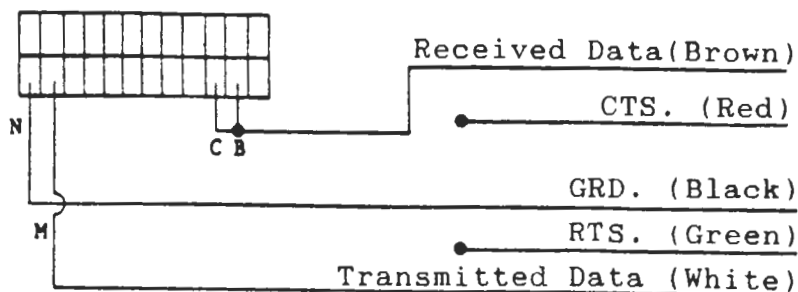 Received Data(Brown)
CTS. (Red)
N
C B
GRD. (Black)
M
RTS. (Green)
Transmitted Data (White)